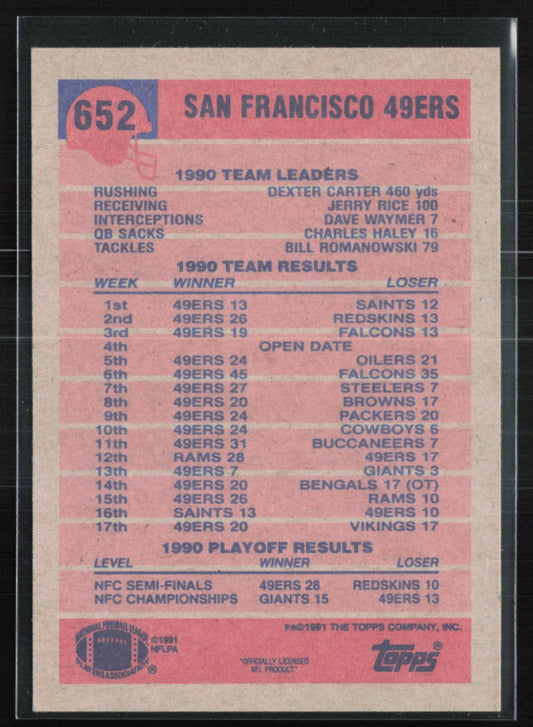 652 SAN FRANCISCO 49ERS
1990 TEAM LEADERS
RUSHING DEXTER CARTER 460 yds
RECEIVING JERRY RICE 100
INTERCEPTIONS DAVE WAYMER 7
QB SACKS CHARLES HALEY 16
TACKLES BILL ROMANOWSKI 79
1990 TEAM RESULTS
WEEK WINNER LOSER
1st 49ERS 13 SAINTS 12
2nd 49ERS 26 REDSKINS 13
3rd 49ERS 19 FALCONS 13
4th OPEN DATE
5th 49ERS 24 OILERS 21
6th 49ERS 45 FALCONS 35
7th 49ERS 27 STEELERS 7
8th 49ERS 20 BROWNS 17
9th 49ERS 24 PACKERS 20
10th 49ERS 24 COWBOYS 6
11th 49ERS 31 BUCCANEERS 7
12th RAMS 28 49ERS 17
13th 49ERS 7 GIANTS 3
14th 49ERS 20 BENGALS 17 (OT)
15th 49ERS 26 RAMS 10
16th SAINTS 13 49ERS 10
17th 49ERS 20 VIKINGS 17
1990 PLAYOFF RESULTS
LEVEL WINNER LOSER
NFC SEMI-FINALS 49ERS 28 REDSKINS 10
NFC CHAMPIONSHIPS GIANTS 15 49ERS 13
F*©1991 THE TOPPS COMPANY, INC.
NATIONAL FOOTBALL LEAGUE
PLAYERS ASSOCIATION ®
©1991
NFLPA
"OFFICIALLY LICENSED
NFL PRODUCT."
topps®